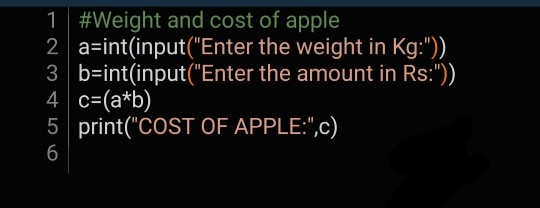 1 #Weight and cost of apple
2 a=int(input("Enter the weight in Kg:"))
3 b=int(input("Enter the amount in Rs:"))
4 c=(a*b)
5 print("COST OF APPLE:",c)
6